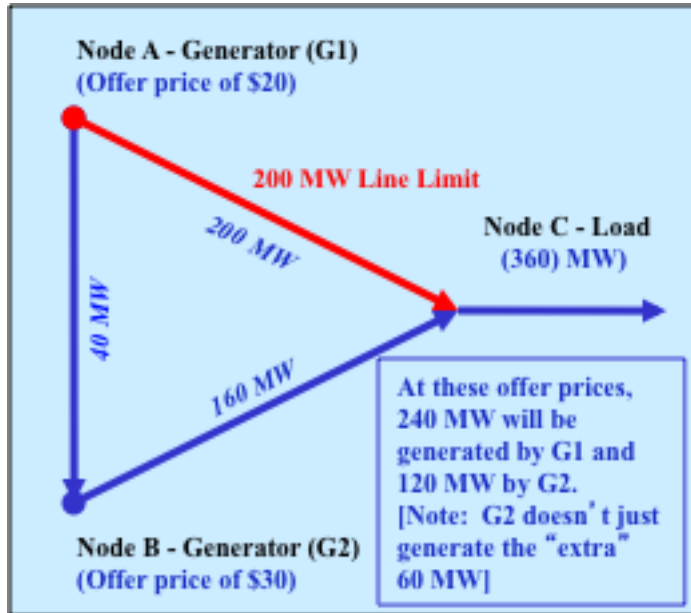 Node A - Generator (G1)
(Offer price of $20)
200 MW Line Limit
200 MW
Node C - Load
(360) MW)
40 MW
160 MW
At these offer prices,
240 MW will be
generated by G1 and
120 MW by G2.
[Note: G2 doesn't just
generate the "extra"
60 MW]
Node B - Generator (G2)
(Offer price of $30)